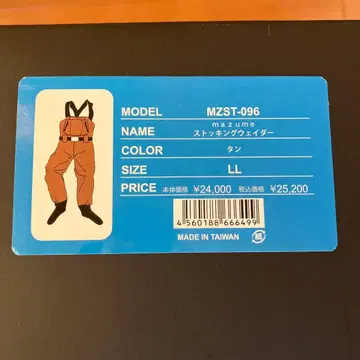 MODEL MZST-096
NAME mazume
ストッキングウェイダー
COLOR タン
SIZE LL
PRICE 本体価格 ¥24,000 税込価格 ¥25,200
4 560188 666499
MADE IN TAIWAN